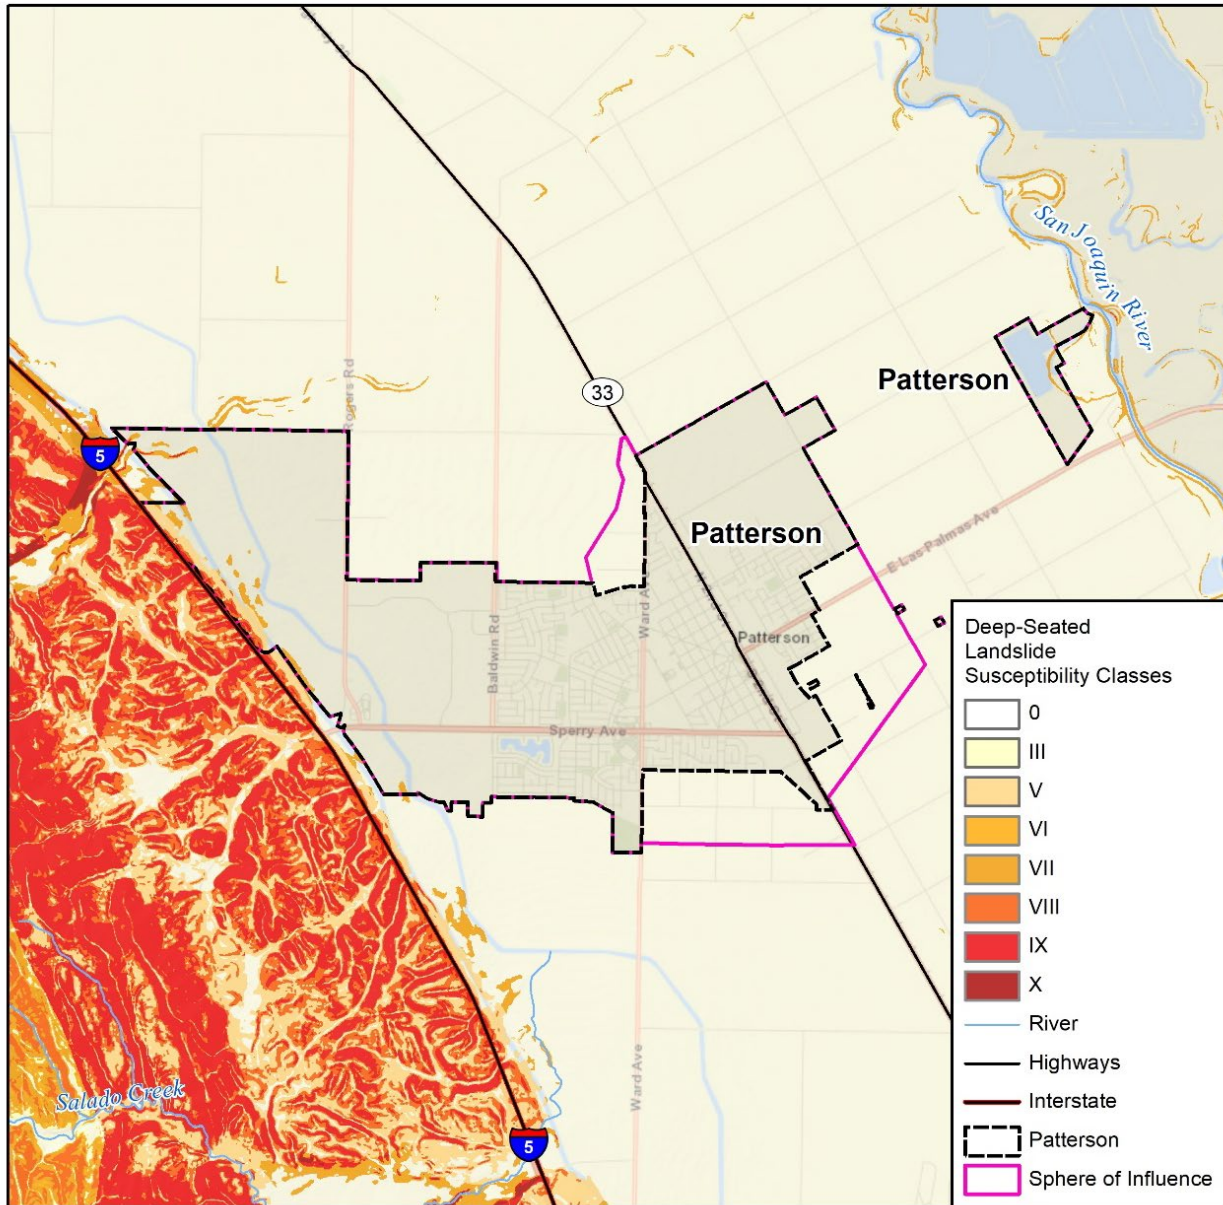 33
San Joaquin River
Rogers Rd
Patterson
5
Patterson
E Las Palmas Ave
Ward Ave
Patterson
Baldwin Rd
Sperry Ave
Ward Ave
Salado Creek
5
Deep-Seated
Landslide
Susceptibility Classes
0
III
V
VI
VII
VIII
IX
X
River
Highways
Interstate
Patterson
Sphere of Influence